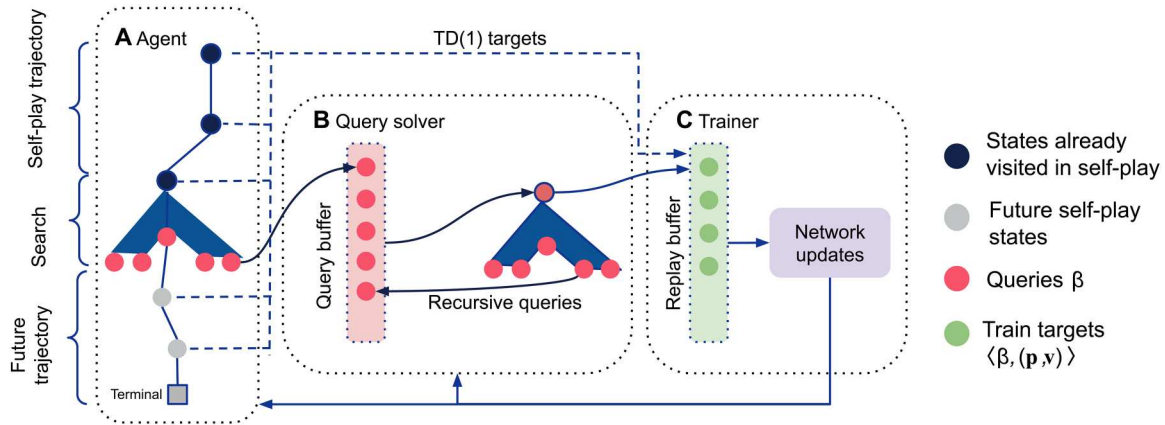 Self-play trajectory
Search
Future
trajectory
A Agent
Terminal
TD(1) targets
B Query solver
Query buffer
Recursive queries
C Trainer
Replay buffer
Network
updates
States already
visited in self-play
Future self-play
states
Queries β
Train targets
⟨β, (p ,v) ⟩